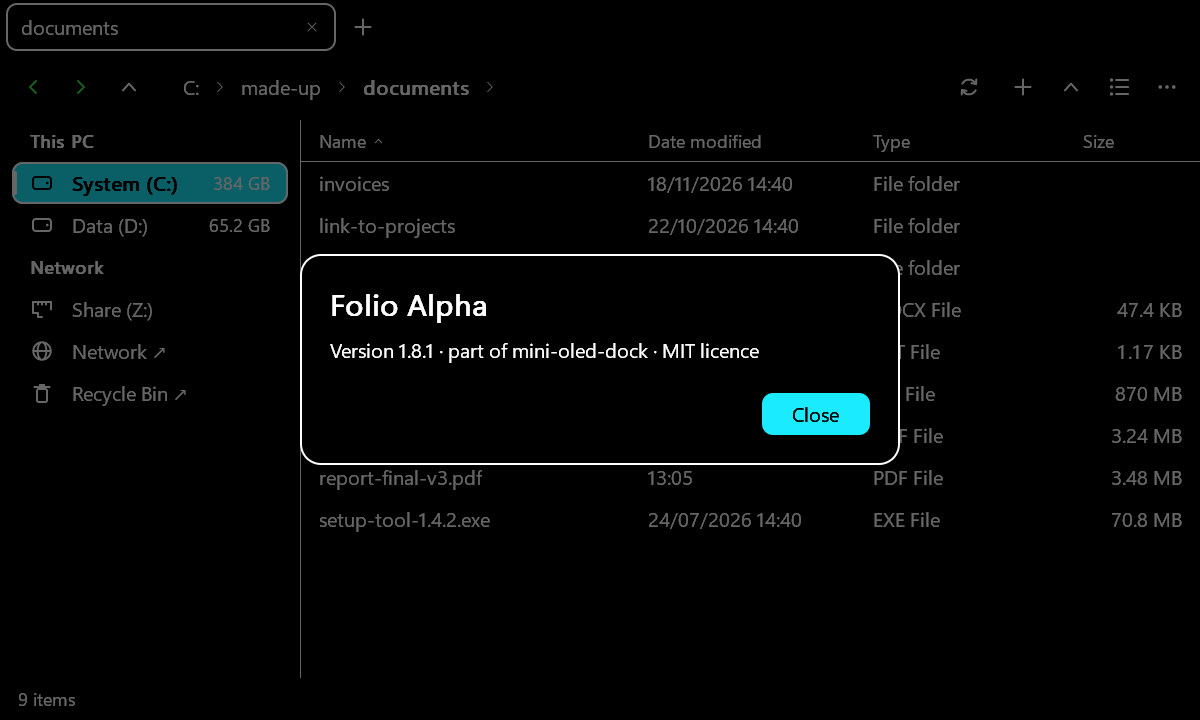 documents
C: made-up documents
This PC
System (C:) 384 GB
Data (D:) 65.2 GB
Network
Share (Z:)
Network
Recycle Bin
Name Date modified Type Size
invoices 18/11/2026 14:40 File folder
link-to-projects 22/10/2026 14:40 File folder
folder
File 47.4 KB
File 1.17 KB
File 870 MB
File 3.24 MB
report-final-v3.pdf 13:05 PDF File 3.48 MB
setup-tool-1.4.2.exe 24/07/2026 14:40 EXE File 70.8 MB
Folio Alpha
Version 1.8.1 · part of mini-oled-dock · MIT licence
Close
9 items